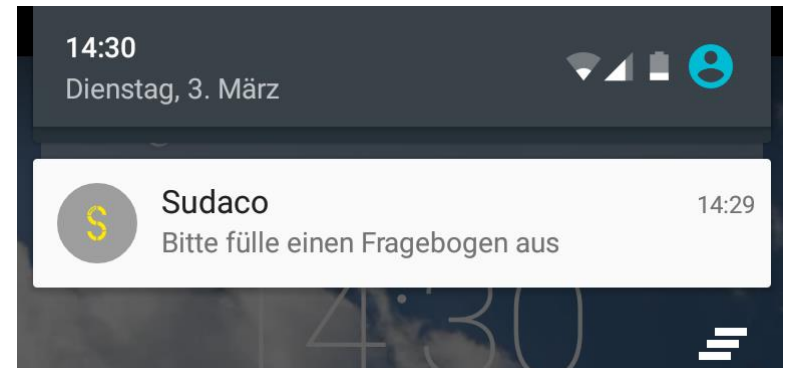 14:30
Dienstag, 3. März
S
Sudaco
14:29
Bitte fülle einen Fragebogen aus
14:30